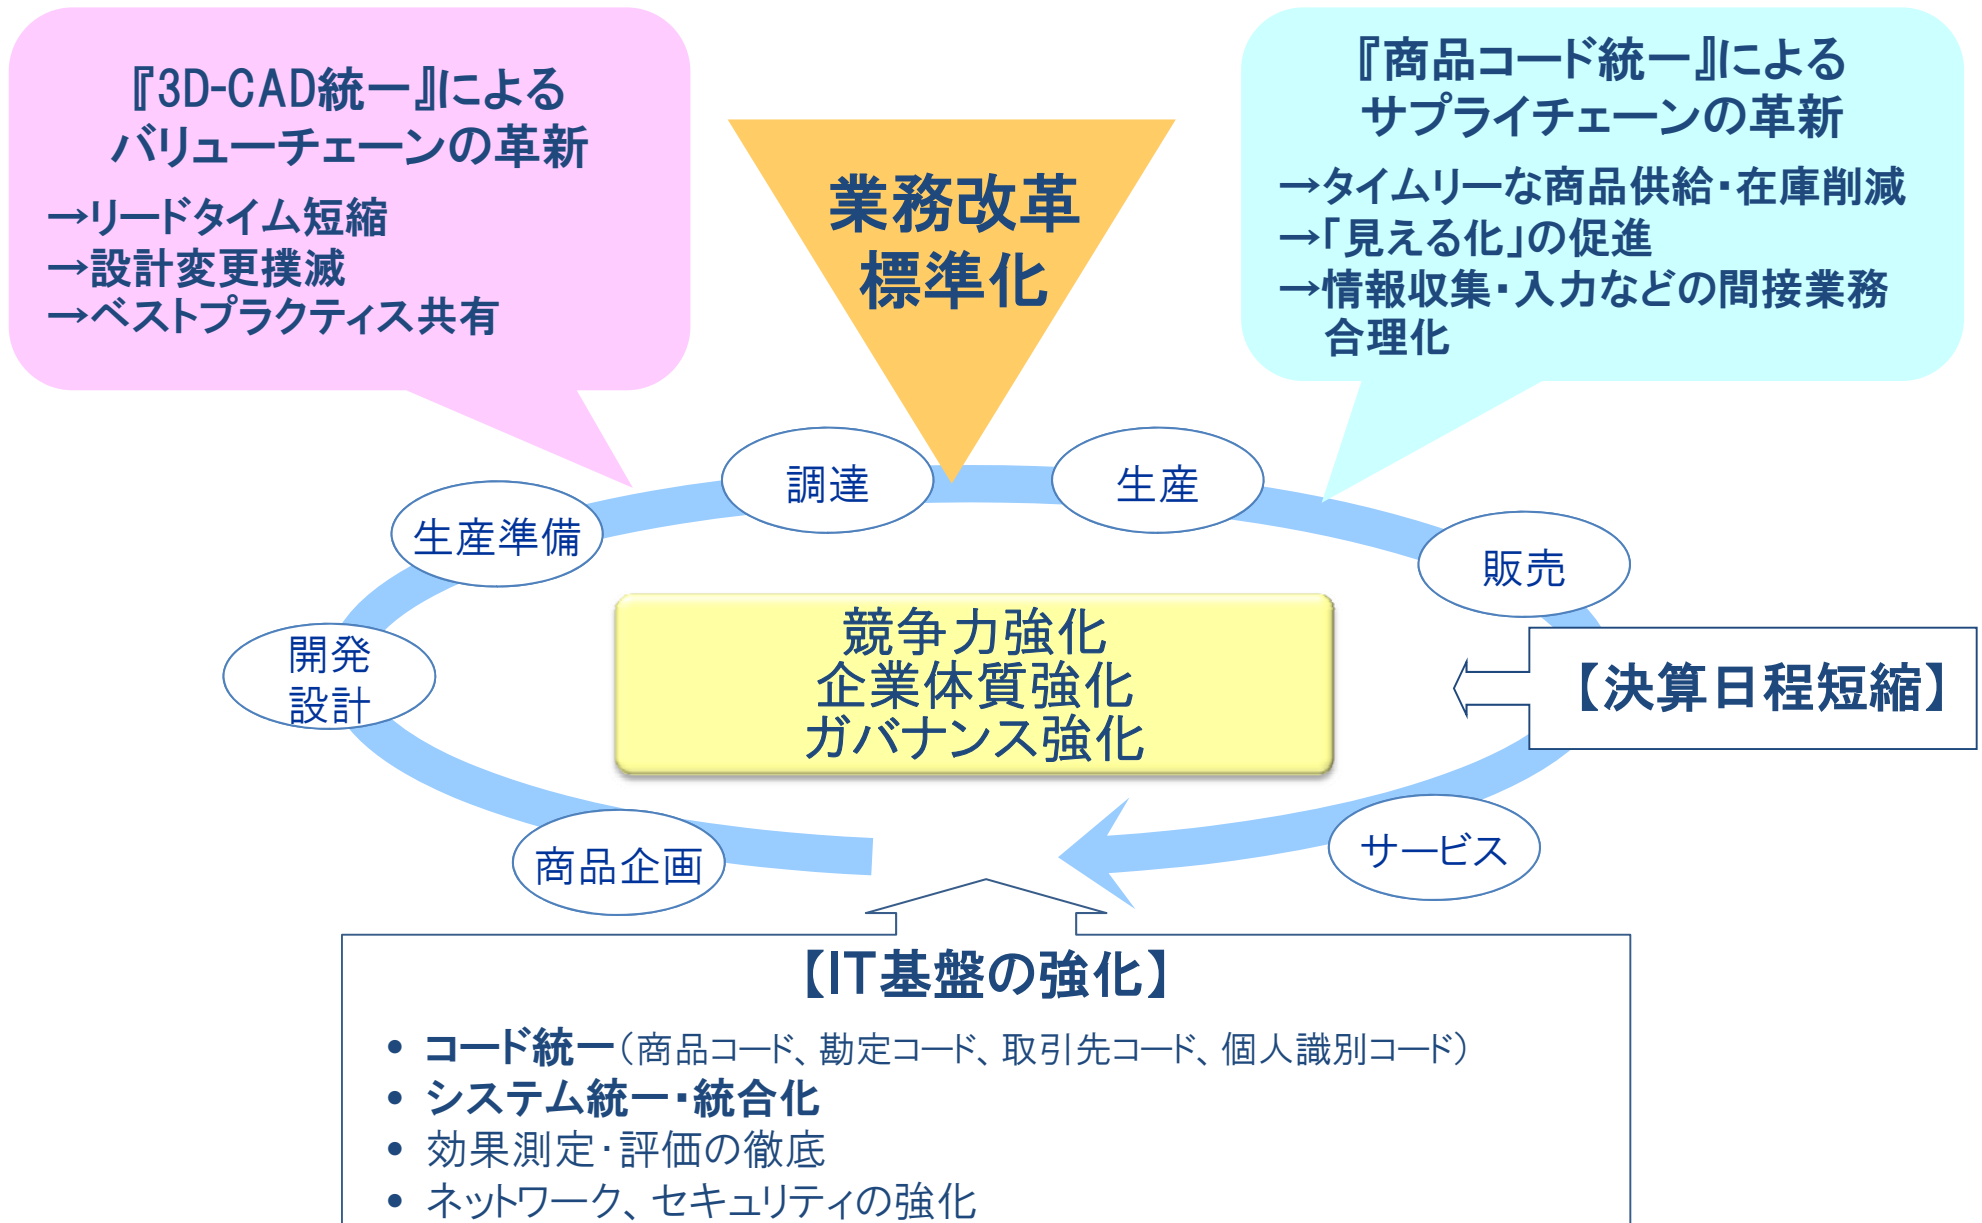 『3D-CAD統一』による
バリューチェーンの革新
→リードタイム短縮
→設計変更撲滅
→ベストプラクティス共有
業務改革
標準化
『商品コード統一』による
サプライチェーンの革新
→タイムリーな商品供給・在庫削減
→「見える化」の促進
→情報収集・入力などの間接業務
合理化
調達
生産
生産準備
販売
開発
設計
競争力強化
企業体質強化
ガバナンス強化
【決算日程短縮】
商品企画
サービス
【IT基盤の強化】
• コード統一（商品コード、勘定コード、取引先コード、個人識別コード）
• システム統一・統合化
• 効果測定・評価の徹底
• ネットワーク、セキュリティの強化